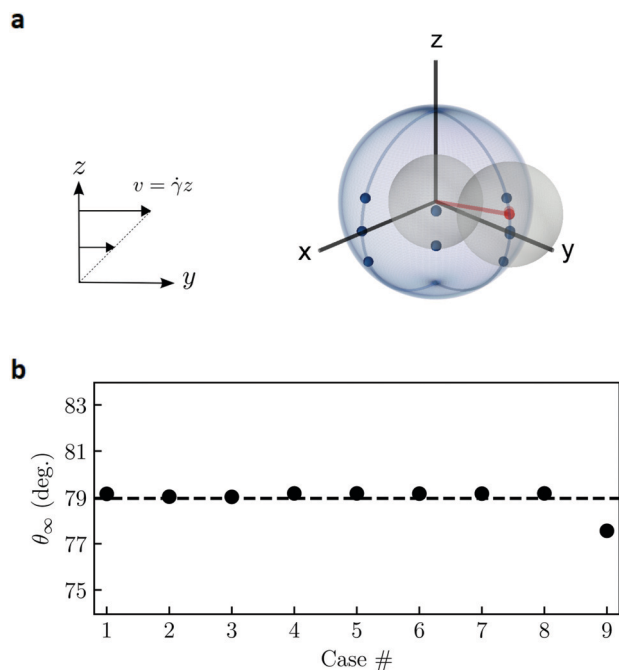 a
z
v = γ̇z
y
z
x
y
b
83
81
79
77
75
θ∞ (deg.)
1 2 3 4 5 6 7 8 9
Case #